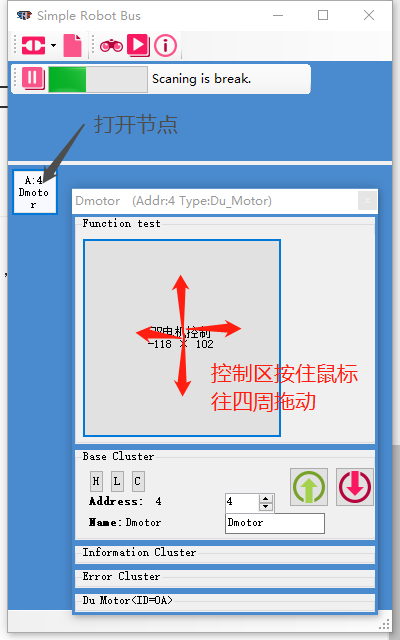 Simple Robot Bus
Scaning is break.
打开节点
A:4
Dmoto
r
Dmotor (Addr:4 Type:Du_Motor)
Function test
电机控制
-118 × 102
控制区按住鼠标
往四周拖动
Base Cluster
H L C
Address: 4 4
Name: Dmotor Dmotor
Information Cluster
Error Cluster
Du Motor<ID=0A>